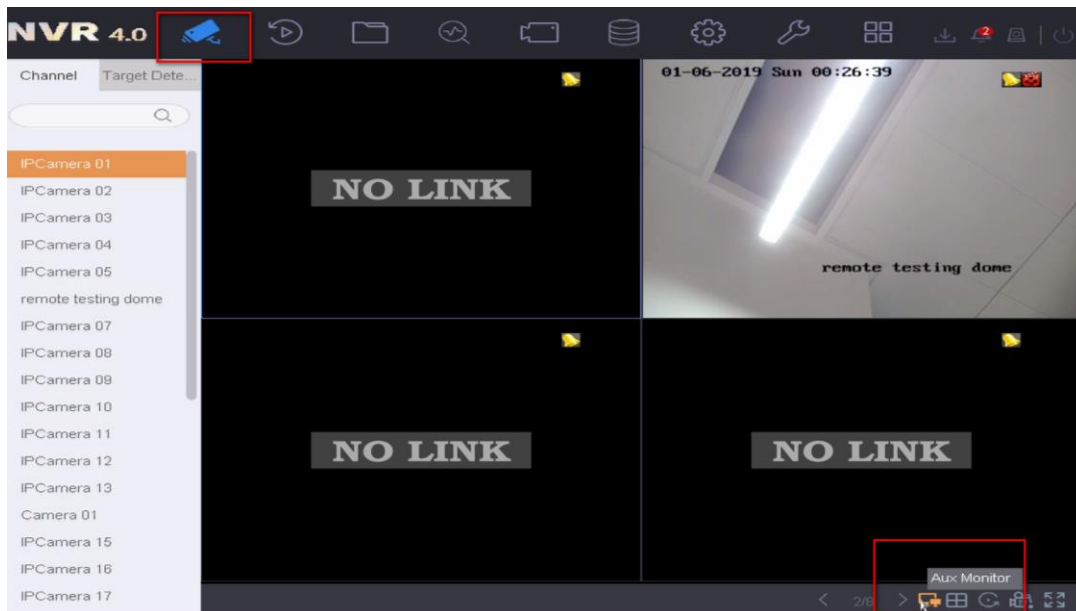 NVR 4.0
2
Channel
Target Dete...
01-06-2019 Sun 00:26:39
IPCamera 01
IPCamera 02
IPCamera 03
IPCamera 04
IPCamera 05
remote testing dome
IPCamera 07
IPCamera 08
IPCamera 09
IPCamera 10
IPCamera 11
IPCamera 12
IPCamera 13
Camera 01
IPCamera 15
IPCamera 16
IPCamera 17
NO LINK
remote testing dome
NO LINK
NO LINK
Aux Monitor
2/8